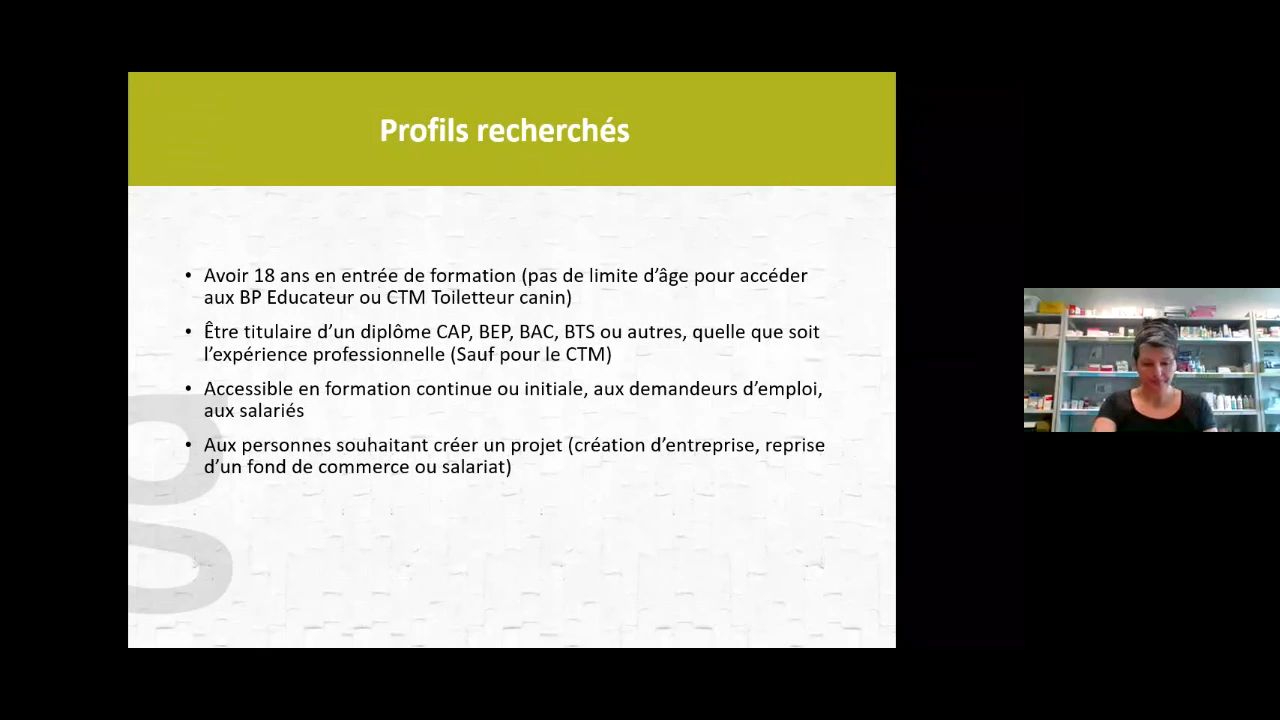 Profils recherchés
• Avoir 18 ans en entrée de formation (pas de limite d'âge pour accéder
aux BP Educateur ou CTM Toiletteur canin)
• Être titulaire d'un diplôme CAP, BEP, BAC, BTS ou autres, quelle que soit
l'expérience professionnelle (Sauf pour le CTM)
• Accessible en formation continue ou initiale, aux demandeurs d'emploi,
aux salariés
• Aux personnes souhaitant créer un projet (création d'entreprise, reprise
d'un fond de commerce ou salariat)
g